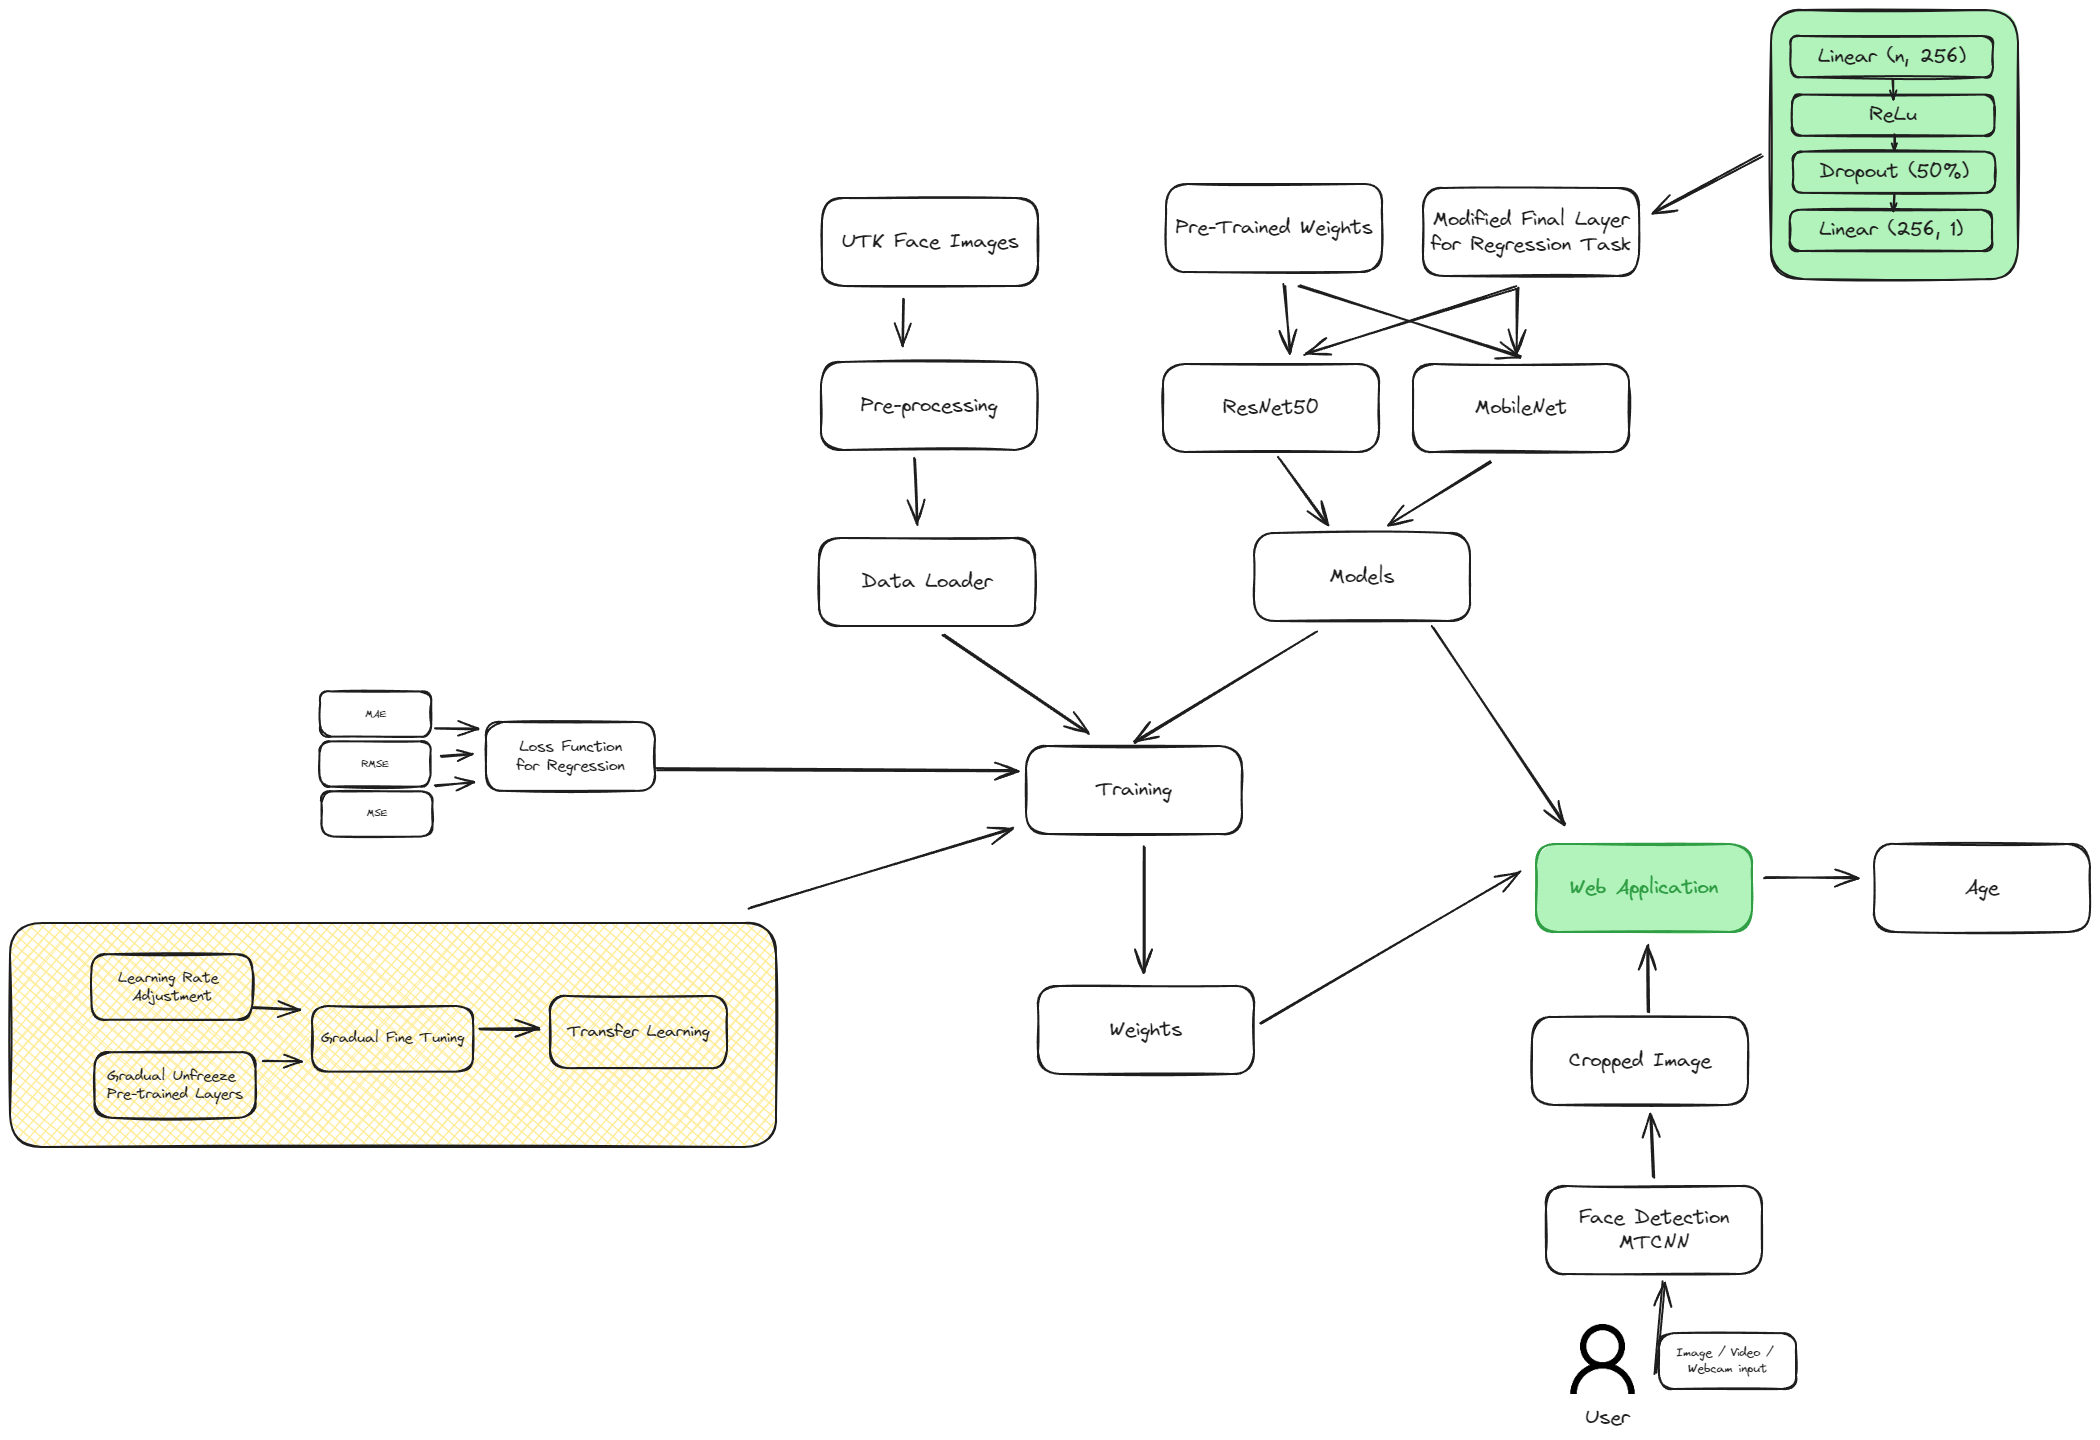 Linear (n, 256)
ReLu
Dropout (50%)
Linear (256, 1)
UTK Face Images
Pre-Trained Weights
Modified Final Layer
for Regression Task
Pre-processing
ResNet50
MobileNet
Data Loader
Models
MAE
RMSE
MSE
Loss Function
for Regression
Training
Web Application
Age
Learning Rate
Adjustment
Gradual Fine Tuning
Transfer Learning
Gradual Unfreeze
Pre-trained Layers
Weights
Cropped Image
Face Detection
MTCNN
Image / Video /
Webcam input
User